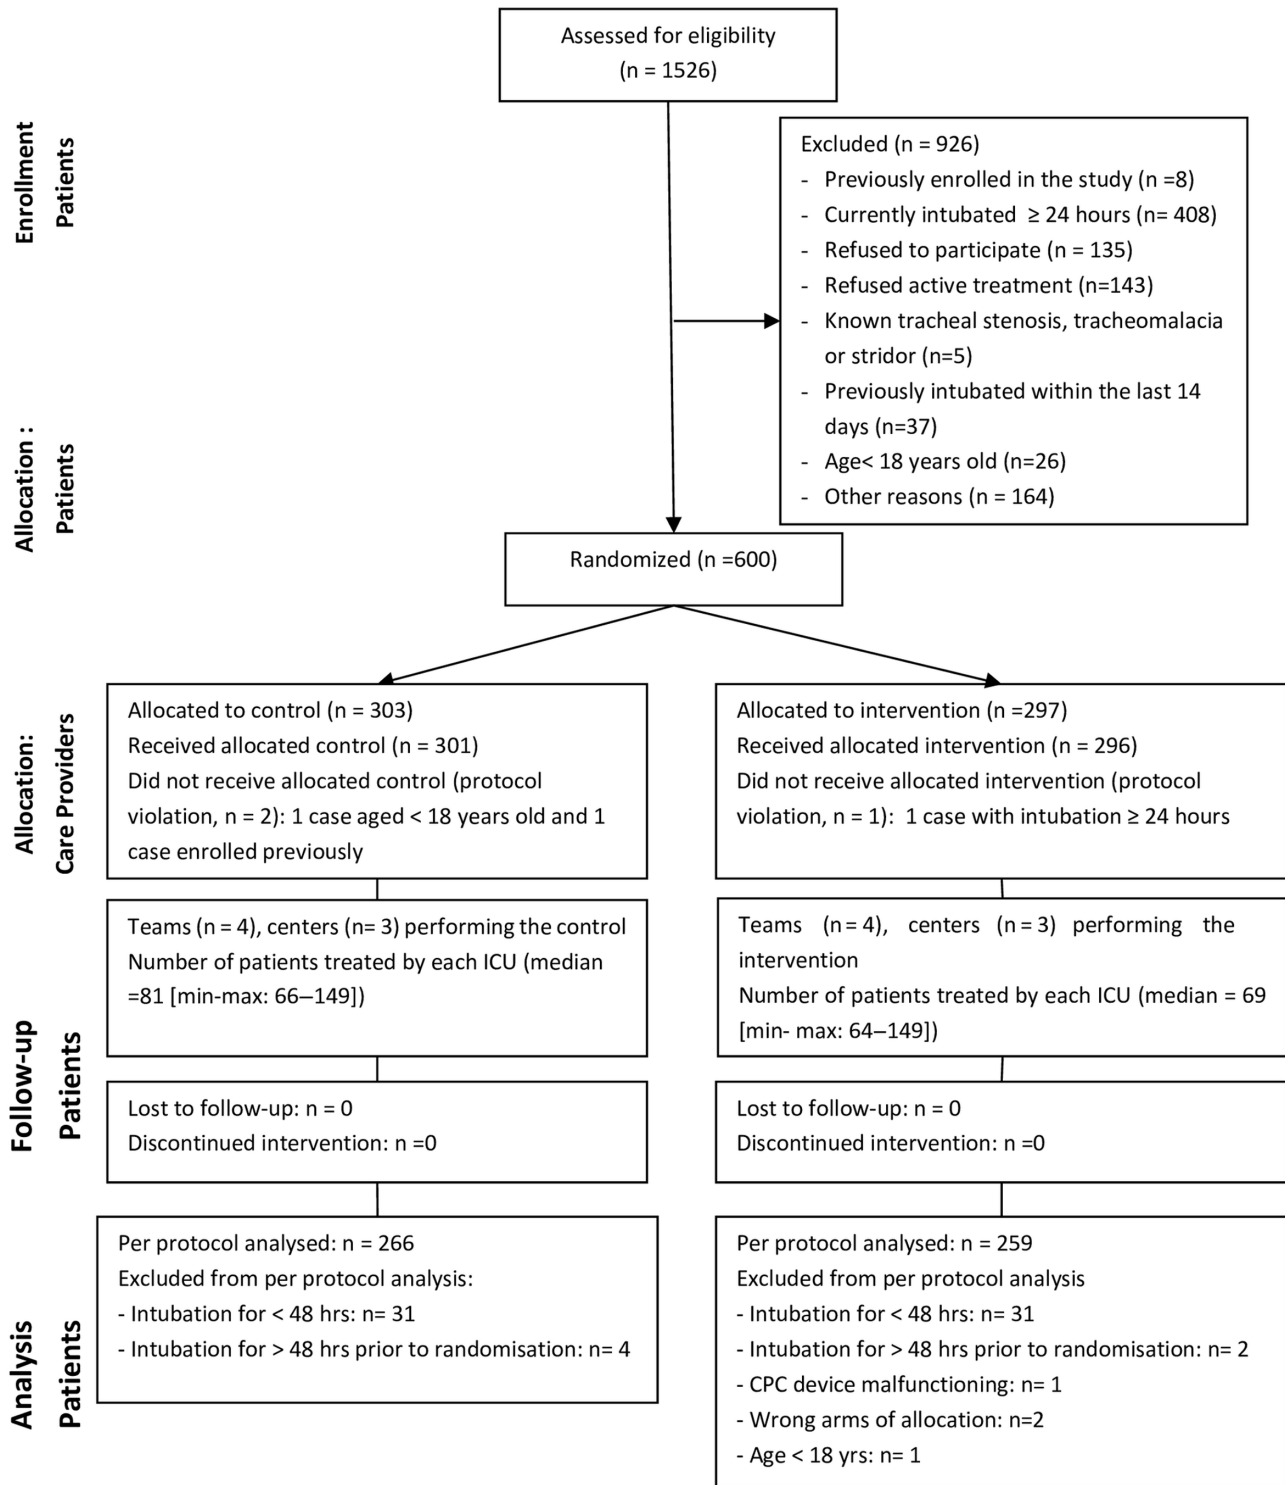 Assessed for eligibility
(n = 1526)
Enrollment
Patients
Excluded (n = 926)
- Previously enrolled in the study (n =8)
- Currently intubated ≥ 24 hours (n= 408)
- Refused to participate (n = 135)
- Refused active treatment (n=143)
- Known tracheal stenosis, tracheomalacia
or stridor (n=5)
- Previously intubated within the last 14
days (n=37)
- Age< 18 years old (n=26)
- Other reasons (n = 164)
Allocation :
Patients
Randomized (n =600)
Allocation:
Care Providers
Allocated to control (n = 303)
Received allocated control (n = 301)
Did not receive allocated control (protocol
violation, n = 2): 1 case aged < 18 years old and 1
case enrolled previously
Allocated to intervention (n =297)
Received allocated intervention (n = 296)
Did not receive allocated intervention (protocol
violation, n = 1): 1 case with intubation ≥ 24 hours
Teams (n = 4), centers (n= 3) performing the control
Number of patients treated by each ICU (median
=81 [min-max: 66–149])
Teams (n = 4), centers (n = 3) performing the
intervention
Number of patients treated by each ICU (median = 69
[min- max: 64–149])
Follow-up
Patients
Lost to follow-up: n = 0
Discontinued intervention: n =0
Lost to follow-up: n = 0
Discontinued intervention: n =0
Analysis
Patients
Per protocol analysed: n = 266
Excluded from per protocol analysis:
- Intubation for < 48 hrs: n= 31
- Intubation for > 48 hrs prior to randomisation: n= 4
Per protocol analysed: n = 259
Excluded from per protocol analysis
- Intubation for < 48 hrs: n= 31
- Intubation for > 48 hrs prior to randomisation: n= 2
- CPC device malfunctioning: n= 1
- Wrong arms of allocation: n=2
- Age < 18 yrs: n= 1